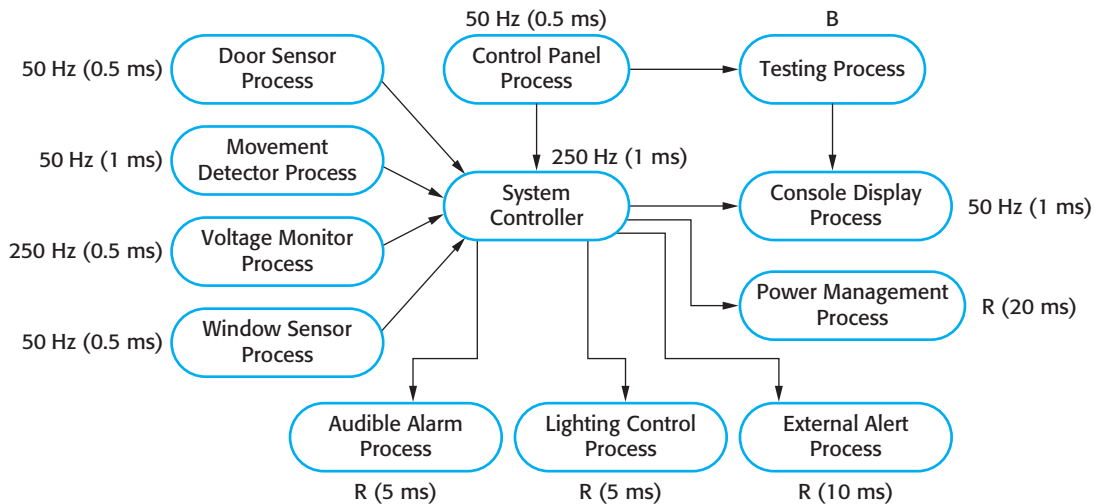 50 Hz (0.5 ms)
B
Door Sensor
Process
50 Hz (0.5 ms)
Control Panel
Process
Testing Process
Movement
Detector Process
50 Hz (1 ms)
250 Hz (1 ms)
System
Controller
Console Display
Process
50 Hz (1 ms)
250 Hz (0.5 ms)
Voltage Monitor
Process
Power Management
Process
R (20 ms)
50 Hz (0.5 ms)
Window Sensor
Process
Audible Alarm
Process
Lighting Control
Process
External Alert
Process
R (5 ms)
R (5 ms)
R (10 ms)